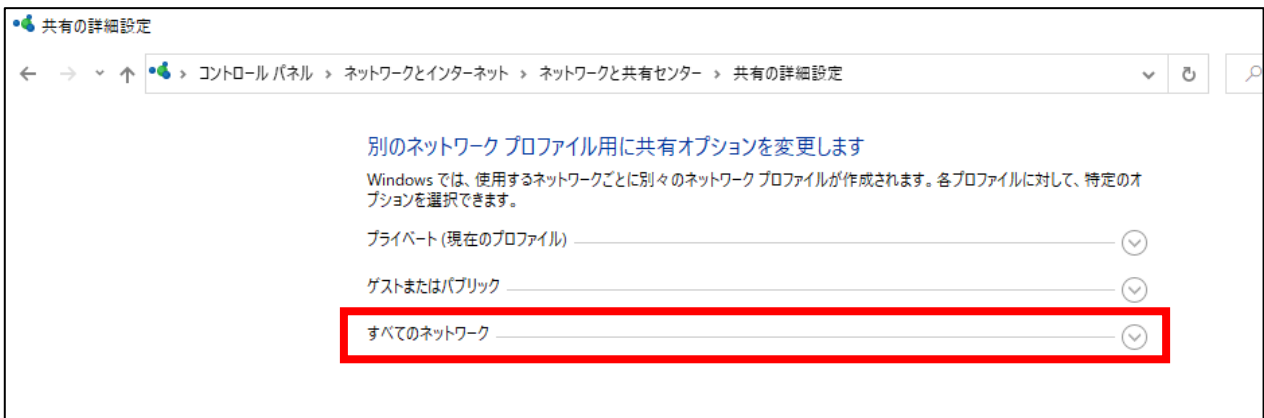 共有の詳細設定
コントロール パネル › ネットワークとインターネット › ネットワークと共有センター › 共有の詳細設定
別のネットワーク プロファイル用に共有オプションを変更します
Windows では、使用するネットワークごとに別々のネットワーク プロファイルが作成されます。各プロファイルに対して、特定のオ
プションを選択できます。
プライベート (現在のプロファイル)
ゲストまたはパブリック
すべてのネットワーク